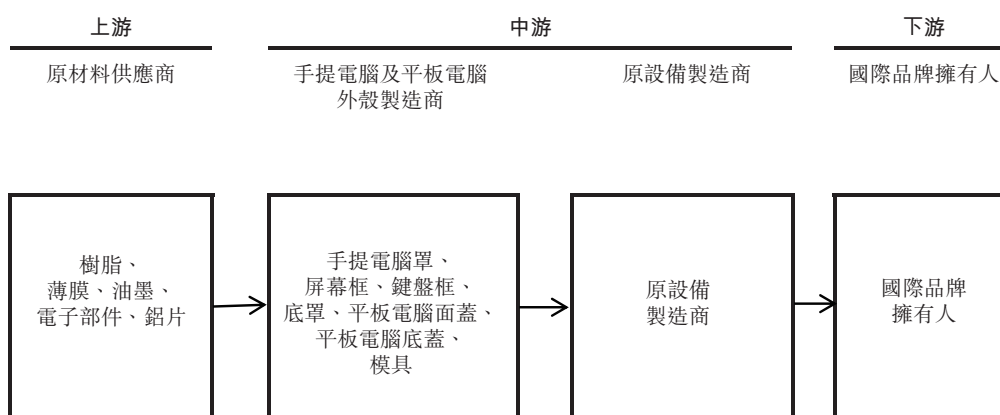 上游
中游
下游
原材料供應商
手提電腦及平板電腦
外殼製造商
原設備製造商
國際品牌擁有人
樹脂、
薄膜、油墨、
電子部件、鋁片
手提電腦罩、
屏幕框、鍵盤框、
底罩、平板電腦面蓋、
平板電腦底蓋、
模具
原設備
製造商
國際品牌
擁有人